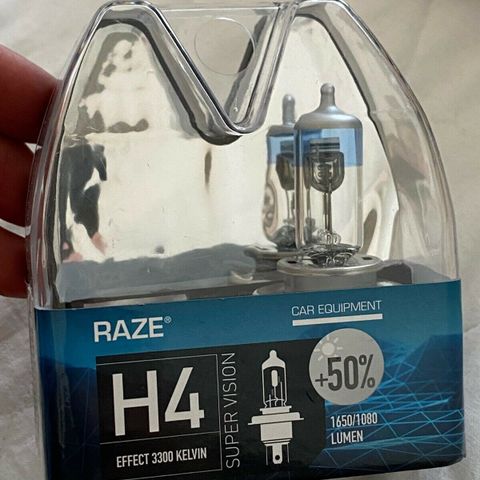 RAZE®
CAR EQUIPMENT
H4
SUPER VISION
EFFECT 3300 KELVIN
+50%
1650/1080
LUMEN